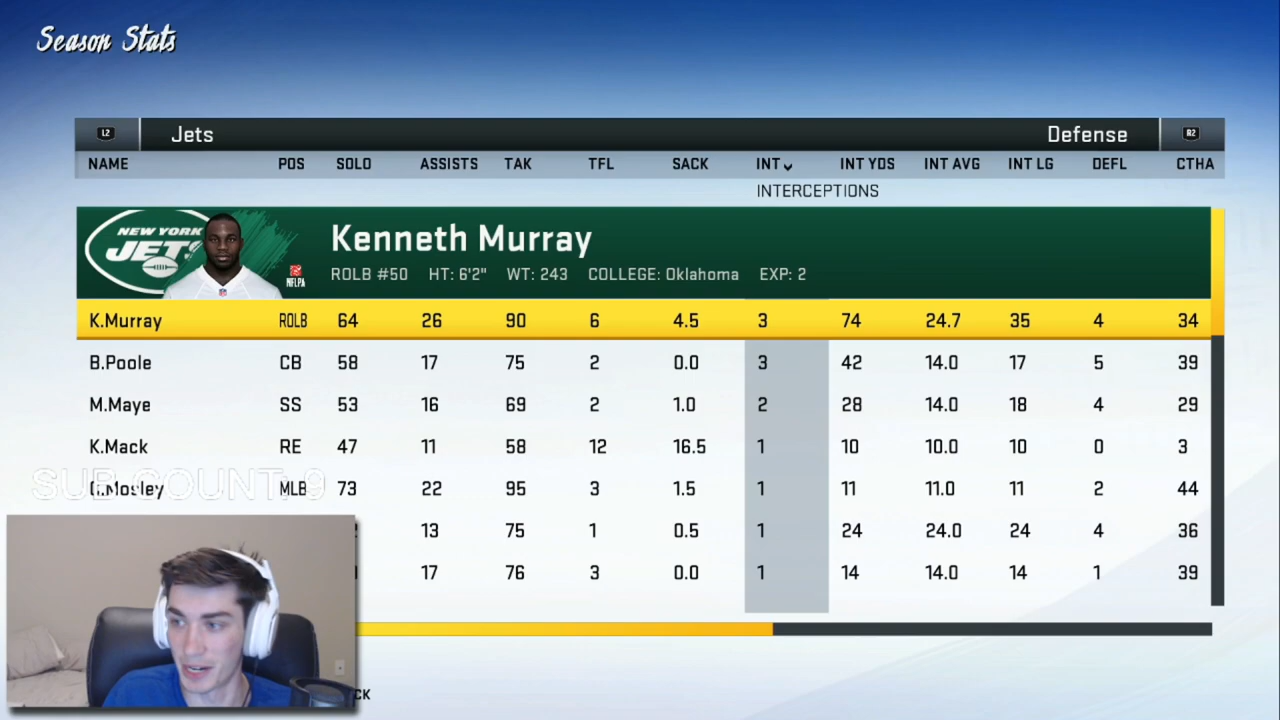 Season Stats
L2 Jets Defense R2
NAME POS SOLO ASSISTS TAK TFL SACK INT INT YDS INT AVG INT LG DEFL CTHA
INTERCEPTIONS
NEW YORK
JETS
NFLPA
Kenneth Murray
ROLB #50 HT: 6'2" WT: 243 COLLEGE: Oklahoma EXP: 2
K.Murray ROLB 64 26 90 6 4.5 3 74 24.7 35 4 34
B.Poole CB 58 17 75 2 0.0 3 42 14.0 17 5 39
M.Maye SS 53 16 69 2 1.0 2 28 14.0 18 4 29
K.Mack RE 47 11 58 12 16.5 1 10 10.0 10 0 3
SUB COUNT: 9
C.Mosley MLB 73 22 95 3 1.5 1 11 11.0 11 2 44
13 75 1 0.5 1 24 24.0 24 4 36
17 76 3 0.0 1 14 14.0 14 1 39